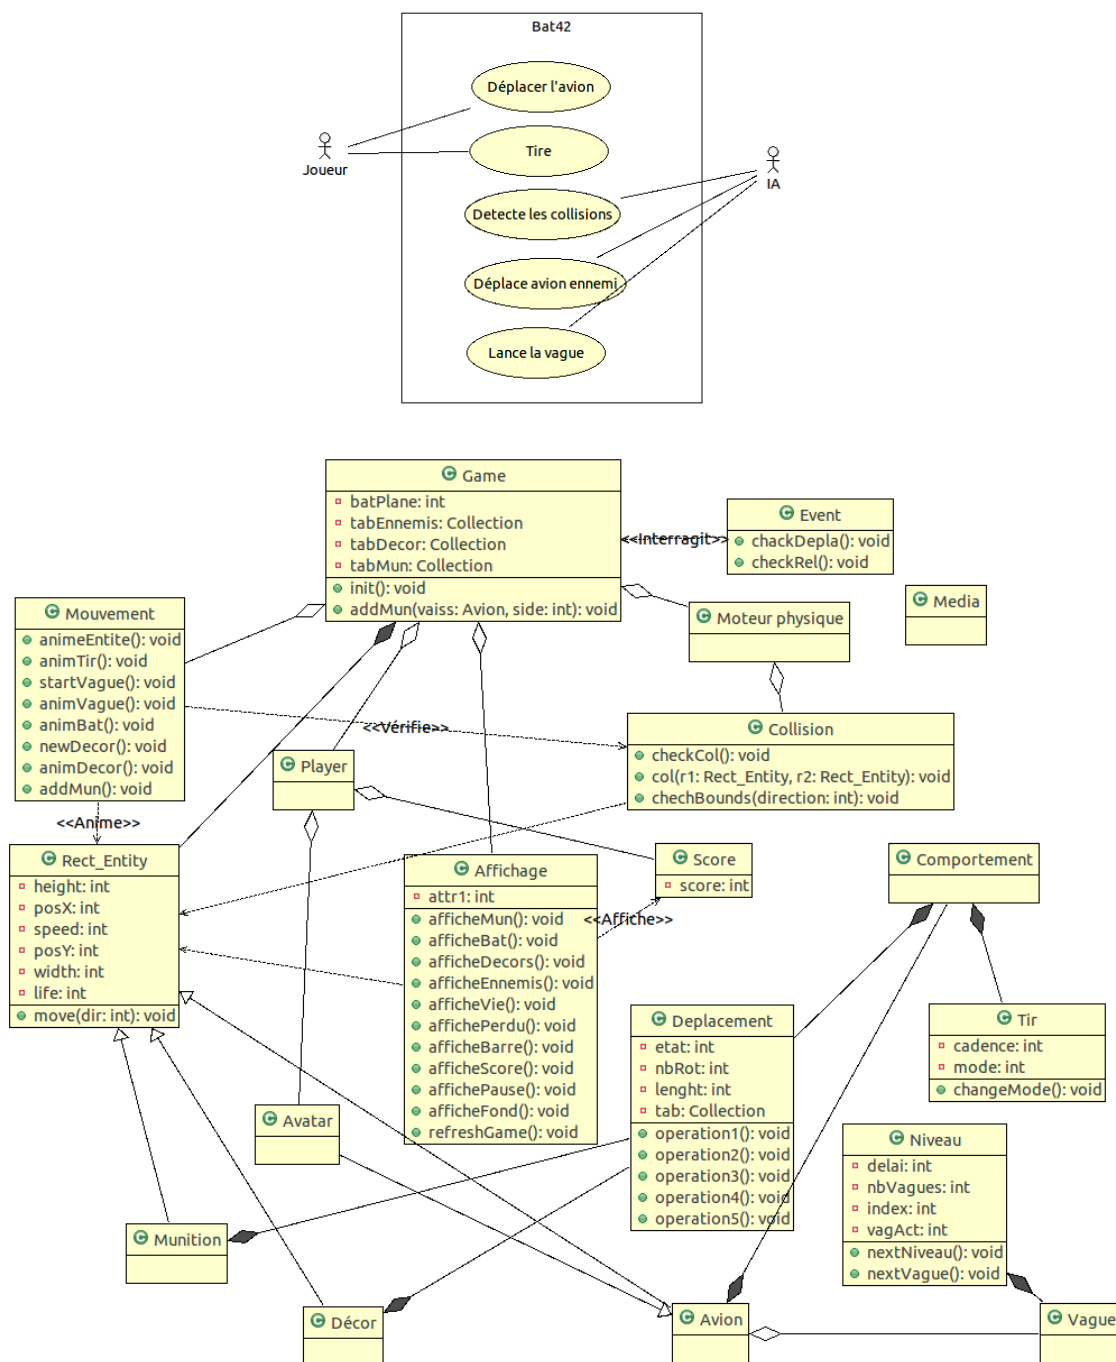 Bat42
Déplacer l'avion
Tire
Joueur
IA
Detecte les collisions
Déplace avion ennemi
Lance la vague
C Game
batPlane: int
tabEnnemis: Collection
tabDecor: Collection
tabMun: Collection
init(): void
addMun(vaiss: Avion, side: int): void
<<Interragit>>
C Event
chackDepla(): void
checkRel(): void
C Media
C Moteur physique
C Mouvement
animeEntite(): void
animTir(): void
startVague(): void
animVague(): void
animBat(): void
newDecor(): void
animDecor(): void
addMun(): void
<<Vérifie>>
C Collision
checkCol(): void
col(r1: Rect_Entity, r2: Rect_Entity): void
chechBounds(direction: int): void
C Player
<<Anime>>
C Rect_Entity
height: int
posX: int
speed: int
posY: int
width: int
life: int
move(dir: int): void
C Affichage
attr1: int
afficheMun(): void
afficheBat(): void
afficheDecors(): void
afficheEnnemis(): void
afficheVie(): void
affichePerdu(): void
afficheBarre(): void
afficheScore(): void
affichePause(): void
afficheFond(): void
refreshGame(): void
<<Affiche>>
C Score
score: int
C Comportement
C Deplacement
etat: int
nbRot: int
lenght: int
tab: Collection
operation1(): void
operation2(): void
operation3(): void
operation4(): void
operation5(): void
C Tir
cadence: int
mode: int
changeMode(): void
C Niveau
delai: int
nbVagues: int
index: int
vagAct: int
nextNiveau(): void
nextVague(): void
C Avatar
C Munition
C Décor
C Avion
C Vague